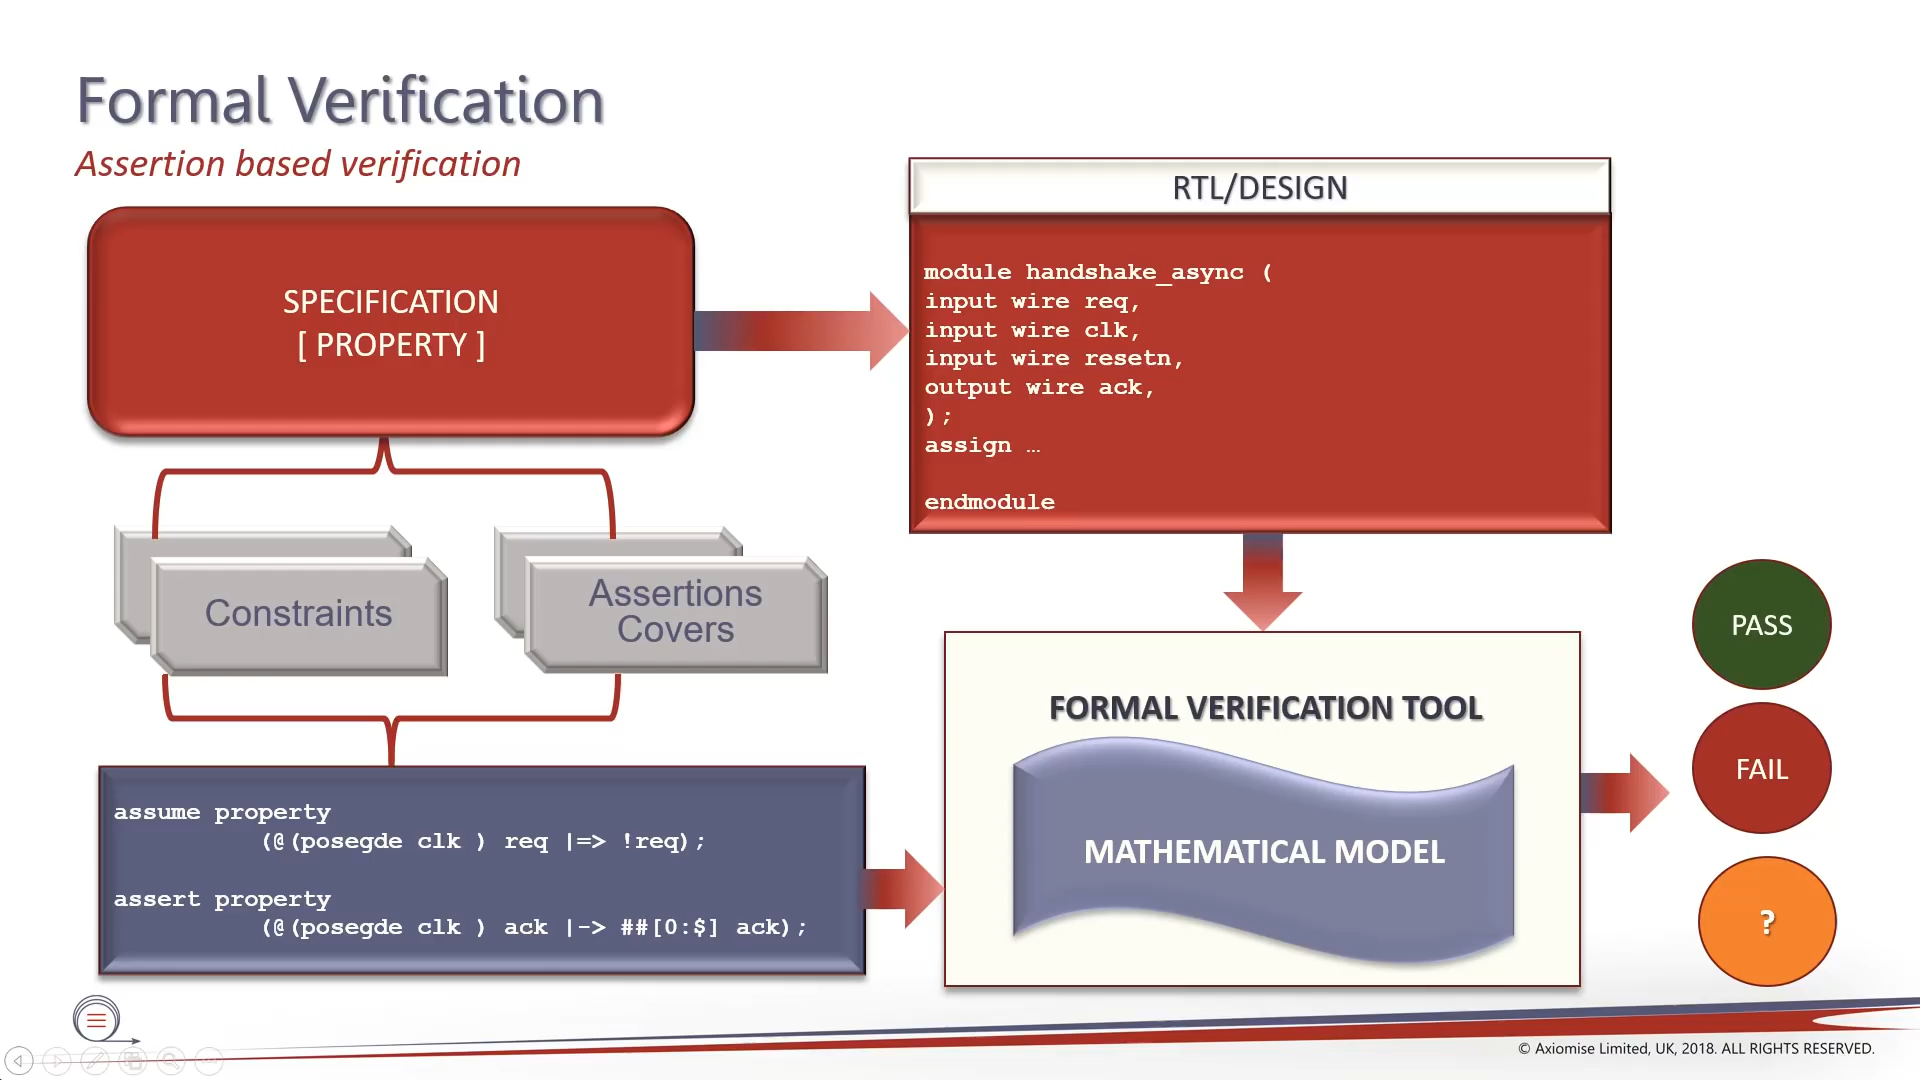 Formal Verification
Assertion based verification
SPECIFICATION
[ PROPERTY ]
RTL/DESIGN
module handshake_async (
input wire req,
input wire clk,
input wire resetn,
output wire ack,
);
assign …
endmodule
Constraints
Assertions
Covers
assume property
(@(posegde clk ) req |=> !req);
assert property
(@(posegde clk ) ack |-> ##[0:$] ack);
FORMAL VERIFICATION TOOL
MATHEMATICAL MODEL
PASS
FAIL
?
© Axiomise Limited, UK, 2018. ALL RIGHTS RESERVED.